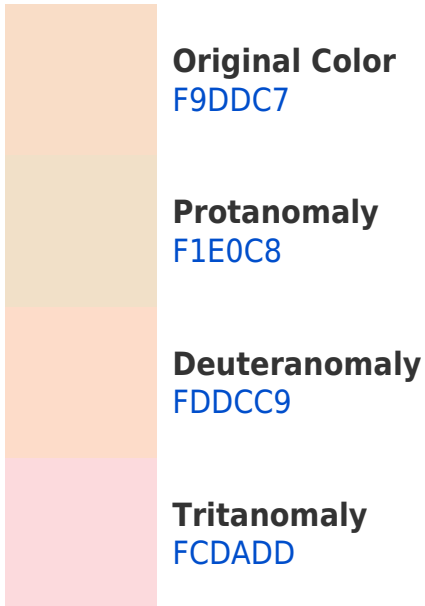 Original Color
F9DDC7
Protanomaly
F1E0C8
Deuteranomaly
FDDCC9
Tritanomaly
FCDADD